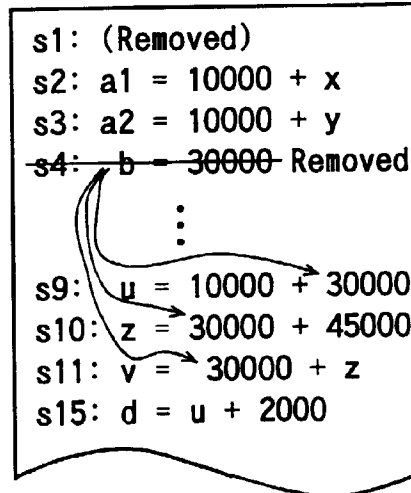 s1: (Removed)
s2: a1 = 10000 + x
s3: a2 = 10000 + y
s4: b = 30000 Removed
s9: u = 10000 + 30000
s10: z = 30000 + 45000
s11: v = 30000 + z
s15: d = u + 2000